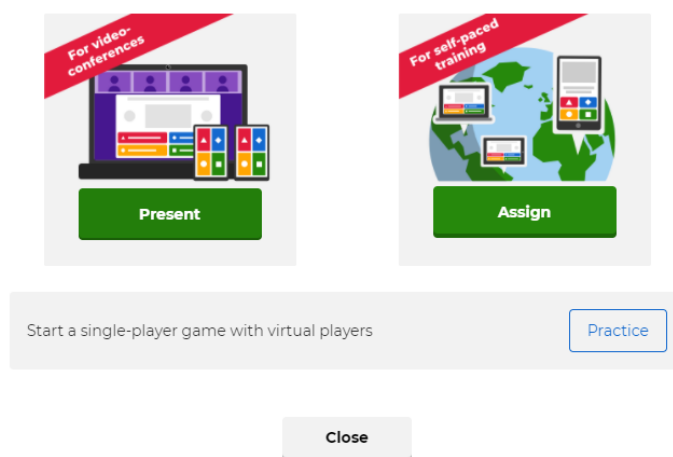 For video-
conferences
For self-paced
training
Present
Assign
Start a single-player game with virtual players
Practice
Close